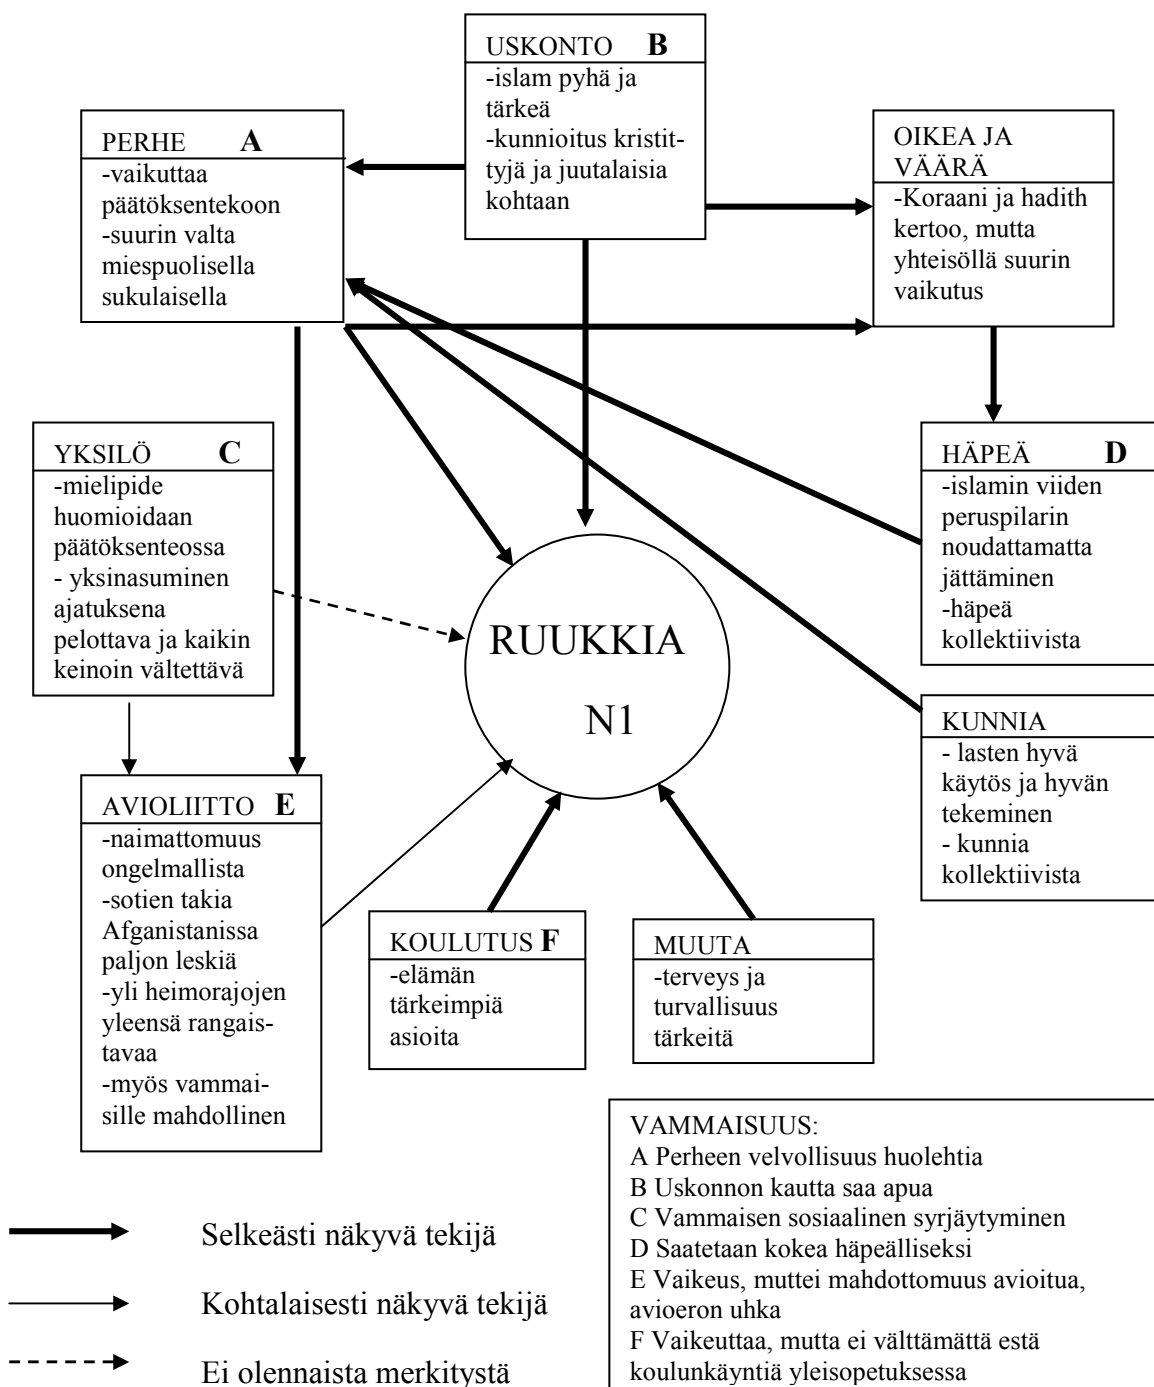 USKONTO B
-islam pyhä ja
tärkeä
-kunnioitus kristit-
tyjä ja juutalaisia
kohtaan
PERHE A
-vaikuttaa
päätöksentekoon
-suurin valta
miespuolisella
sukulaisella
OIKEA JA
VÄÄRÄ
-Koraani ja hadith
kertoo, mutta
yhteisöllä suurin
vaikutus
YKSILÖ C
-mielipide
huomioidaan
päätöksenteossa
- yksinasuminen
ajatuksena
pelottava ja kaikin
keinoin vältettävä
HÄPEÄ D
-islamin viiden
peruspilarin
noudattamatta
jättäminen
-häpeä
kollektiivista
RUUKKIA
N1
KUNNIA
- lasten hyvä
käytös ja hyvän
tekeminen
- kunnia
kollektiivista
AVIOLIITTO E
-naimattomuus
ongelmallista
-sotien takia
Afganistanissa
paljon leskiä
-yli heimorajojen
yleensä rangais-
tavaa
-myös vammai-
sille mahdollinen
KOULUTUS F
-elämän
tärkeimpiä
asioita
MUUTA
-terveys ja
turvallisuus
tärkeitä
VAMMAISUUS:
A Perheen velvollisuus huolehtia
B Uskonnon kautta saa apua
C Vammaisen sosiaalinen syrjäytyminen
D Saatetaan kokea häpeälliseksi
E Vaikeus, muttei mahdottomuus avioitua,
avioeron uhka
F Vaikeuttaa, mutta ei välttämättä estä
koulunkäyntiä yleisopetuksessa
Selkeästi näkyvä tekijä
Kohtalaisesti näkyvä tekijä
Ei olennaista merkitystä